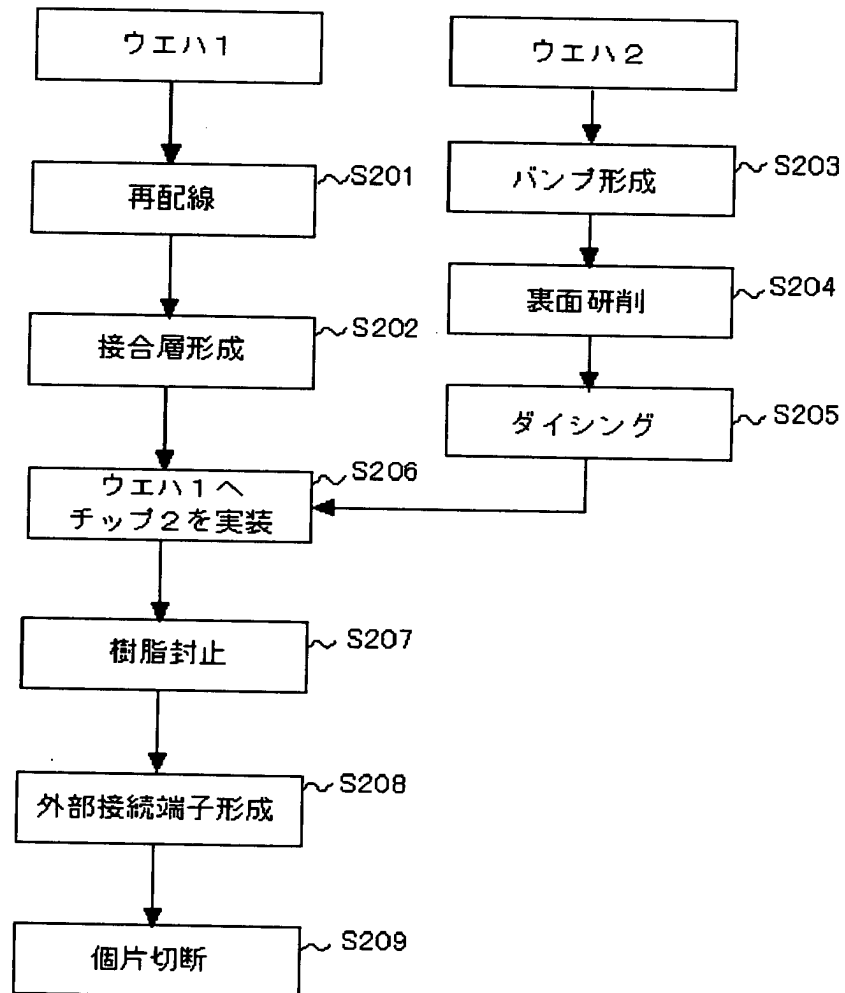 ウエハ１
ウエハ２
再配線
S201
バンプ形成
S203
裏面研削
S204
接合層形成
S202
ダイシング
S205
ウエハ１へ
チップ２を実装
S206
樹脂封止
S207
外部接続端子形成
S208
個片切断
S209